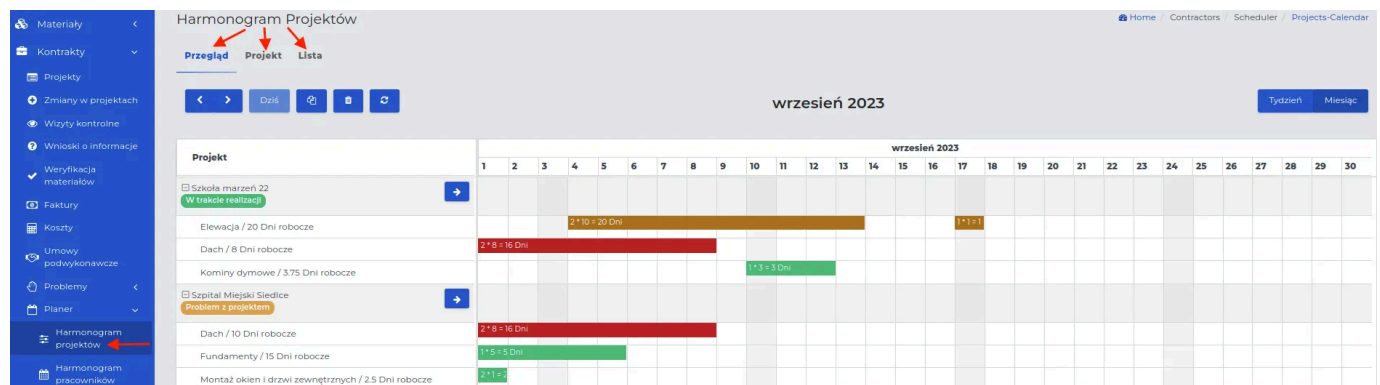 Materiały
Kontrakty
Projekty
Zmiany w projektach
Wizyty kontrolne
Wnioski o informacje
Weryfikacja
materiałów
Faktury
Koszty
Umowy
podwykonawcze
Problemy
Planer
Harmonogram
projektów
Harmonogram
pracowników
Harmonogram Projektów
Home / Contractors / Scheduler / Projects-Calendar
Przegląd Projekt Lista
Dziś
wrzesień 2023
Tydzień Miesiąc
Projekt
wrzesień 2023
1 2 3 4 5 6 7 8 9 10 11 12 13 14 15 16 17 18 19 20 21 22 23 24 25 26 27 28 29 30
Szkoła marzeń 22
W trakcie realizacji
Elewacja / 20 Dni robocze
2 * 10 = 20 Dni
1 * 1 = 1
Dach / 8 Dni robocze
2 * 8 = 16 Dni
Kominy dymowe / 3.75 Dni robocze
1 * 3 = 3 Dni
Szpital Miejski Siedlce
Problem z projektem
Dach / 10 Dni robocze
2 * 8 = 16 Dni
Fundamenty / 15 Dni robocze
1 * 5 = 5 Dni
Montaż okien i drzwi zewnętrznych / 2.5 Dni robocze
2 * 1 = 2